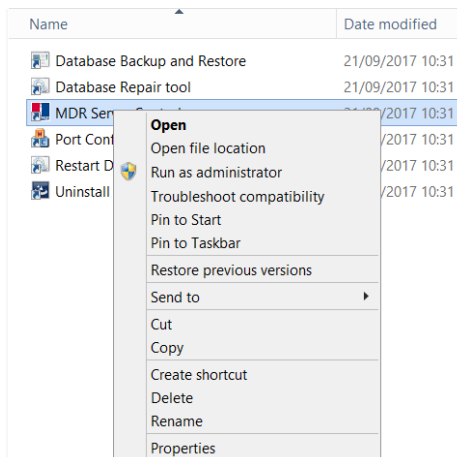 Name Date modified
Database Backup and Restore 21/09/2017 10:31
Database Repair tool 21/09/2017 10:31
MDR 2017 10:31
Port /2017 10:31
Restart /2017 10:31
Uninstall /2017 10:31
Open
Open file location
Run as administrator
Troubleshoot compatibility
Pin to Start
Pin to Taskbar
Restore previous versions
Send to
Cut
Copy
Create shortcut
Delete
Rename
Properties